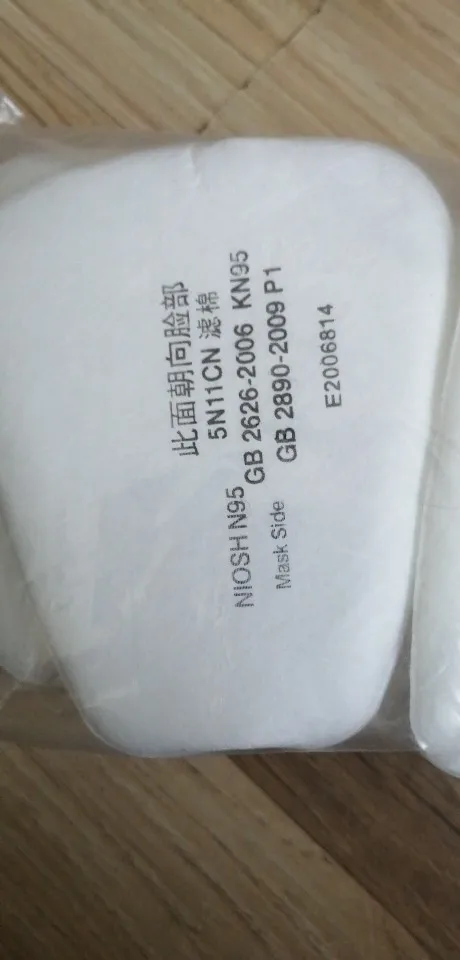 此面朝向脸部
5N11CN 滤棉
NIOSH N95
GB 2626-2006 KN95
Mask Side
GB 2890-2009 P1
E2006814